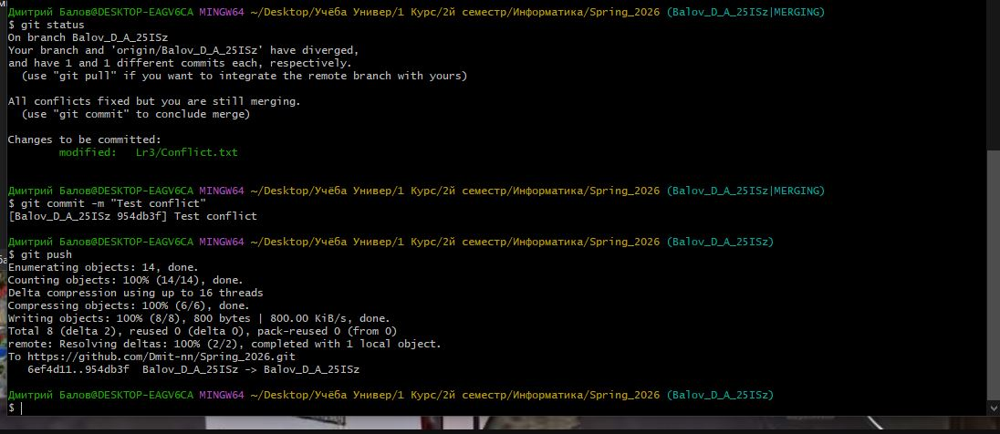 Дмитрий Балов@DESKTOP-EAGV6CA MINGW64 ~/Desktop/Учёба Универ/1 Курс/2й семестр/Информатика/Spring_2026 (Balov_D_A_25ISz|MERGING)
$ git status
On branch Balov_D_A_25ISz
Your branch and 'origin/Balov_D_A_25ISz' have diverged,
and have 1 and 1 different commits each, respectively.
  (use "git pull" if you want to integrate the remote branch with yours)
All conflicts fixed but you are still merging.
  (use "git commit" to conclude merge)
Changes to be committed:
        modified:   Lr3/Conflict.txt
Дмитрий Балов@DESKTOP-EAGV6CA MINGW64 ~/Desktop/Учёба Универ/1 Курс/2й семестр/Информатика/Spring_2026 (Balov_D_A_25ISz|MERGING)
$ git commit -m "Test conflict"
[Balov_D_A_25ISz 954db3f] Test conflict
Дмитрий Балов@DESKTOP-EAGV6CA MINGW64 ~/Desktop/Учёба Универ/1 Курс/2й семестр/Информатика/Spring_2026 (Balov_D_A_25ISz)
$ git push
Enumerating objects: 14, done.
Counting objects: 100% (14/14), done.
Delta compression using up to 16 threads
Compressing objects: 100% (6/6), done.
Writing objects: 100% (8/8), 800 bytes | 800.00 KiB/s, done.
Total 8 (delta 2), reused 0 (delta 0), pack-reused 0 (from 0)
remote: Resolving deltas: 100% (2/2), completed with 1 local object.
To https://github.com/Dmit-nn/Spring_2026.git
   6ef4d11..954db3f  Balov_D_A_25ISz -> Balov_D_A_25ISz
Дмитрий Балов@DESKTOP-EAGV6CA MINGW64 ~/Desktop/Учёба Универ/1 Курс/2й семестр/Информатика/Spring_2026 (Balov_D_A_25ISz)
$